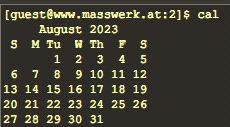 [guest@www.masswerk.at:2]$ cal
     August 2023
 S  M Tu  W Th  F  S
       1  2  3  4  5
 6  7  8  9 10 11 12
13 14 15 16 17 18 19
20 21 22 23 24 25 26
27 28 29 30 31